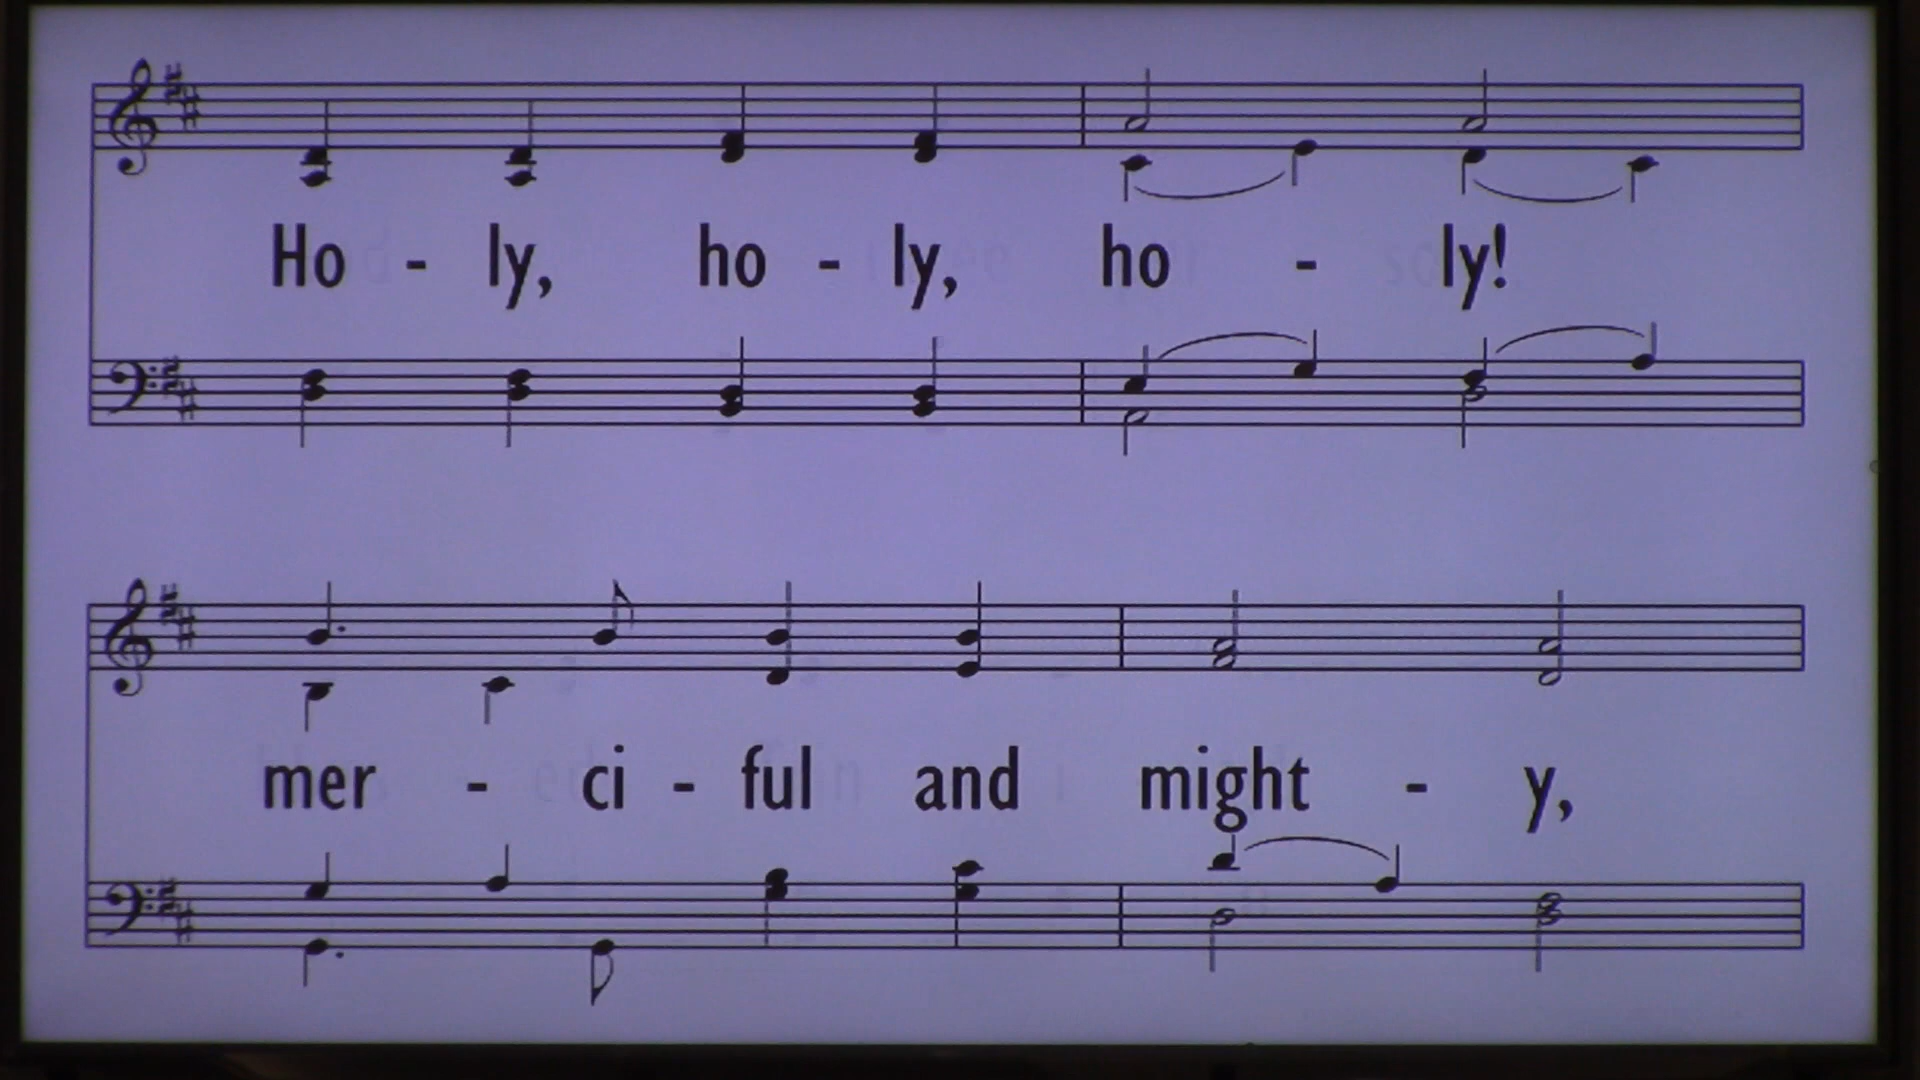 Ho - ly, ho - ly, ho - ly!
mer - ci - ful and might - y,